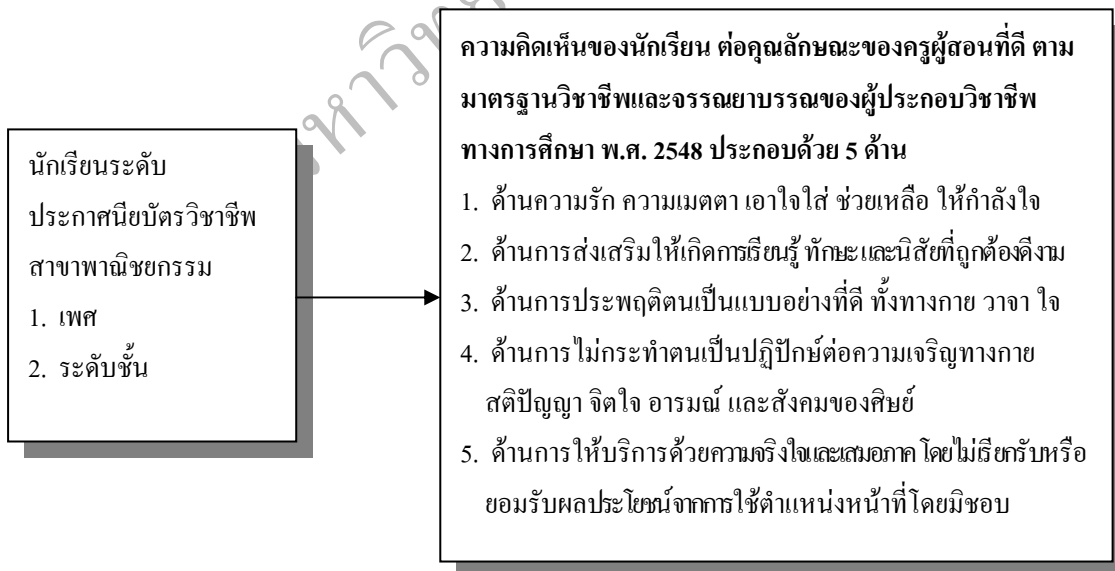 นักเรียนระดับ
ประกาศนียบัตรวิชาชีพ
สาขาพาณิชยกรรม
1. เพศ
2. ระดับชั้น
ความคิดเห็นของนักเรียน ต่อคุณลักษณะของครูผู้สอนที่ดี ตาม
มาตรฐานวิชาชีพและจรรณยาบรรณของผู้ประกอบวิชาชีพ
ทางการศึกษา พ.ศ. 2548 ประกอบด้วย 5 ด้าน
1. ด้านความรัก ความเมตตา เอาใจใส่ ช่วยเหลือ ให้กำลังใจ
2. ด้านการส่งเสริมให้เกิดการเรียนรู้ ทักษะและนิสัยที่ถูกต้องดีงาม
3. ด้านการประพฤติตนเป็นแบบอย่างที่ดี ทั้งทางกาย วาจา ใจ
4. ด้านการไม่กระทำตนเป็นปฏิปักษ์ต่อความเจริญทางกาย
สติปัญญา จิตใจ อารมณ์ และสังคมของศิษย์
5. ด้านการให้บริการด้วยความจริงใจและเสมอภาค โดยไม่เรียกรับหรือ
ยอมรับผลประโยชน์จากการใช้ตำแหน่งหน้าที่โดยมิชอบ